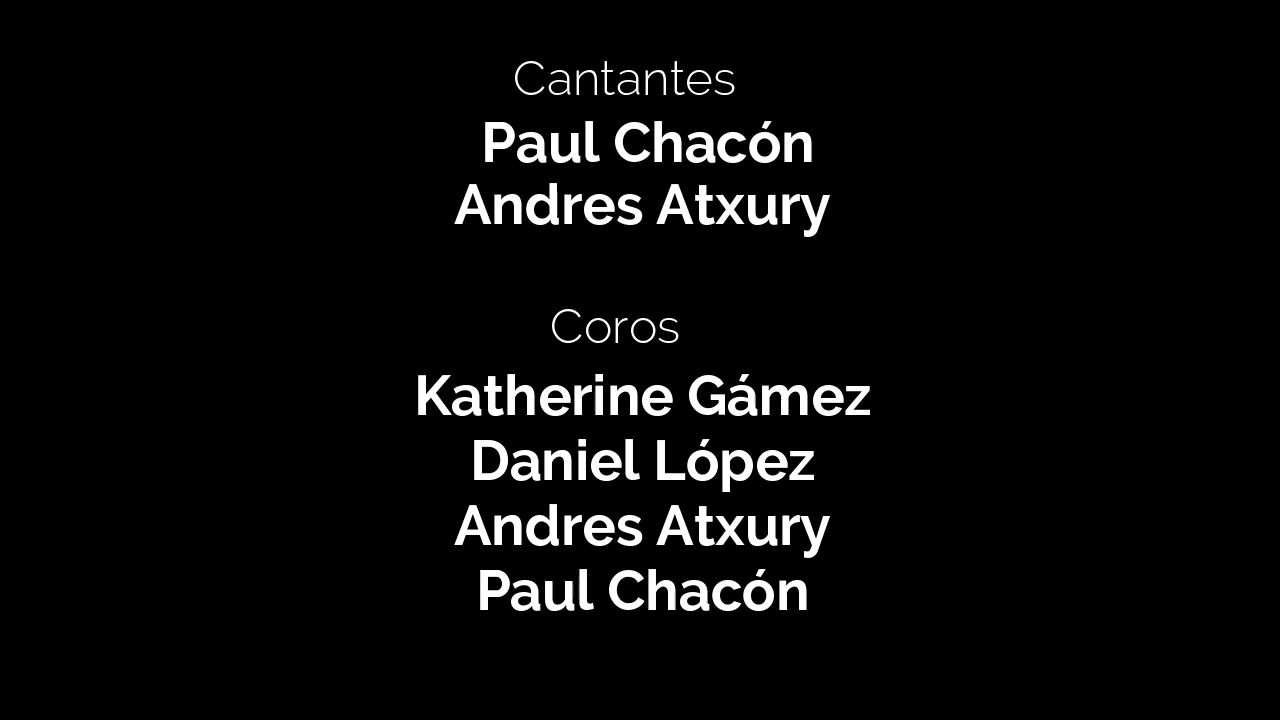 Cantantes
Paul Chacón
Andres Atxury
Coros
Katherine Gámez
Daniel López
Andres Atxury
Paul Chacón